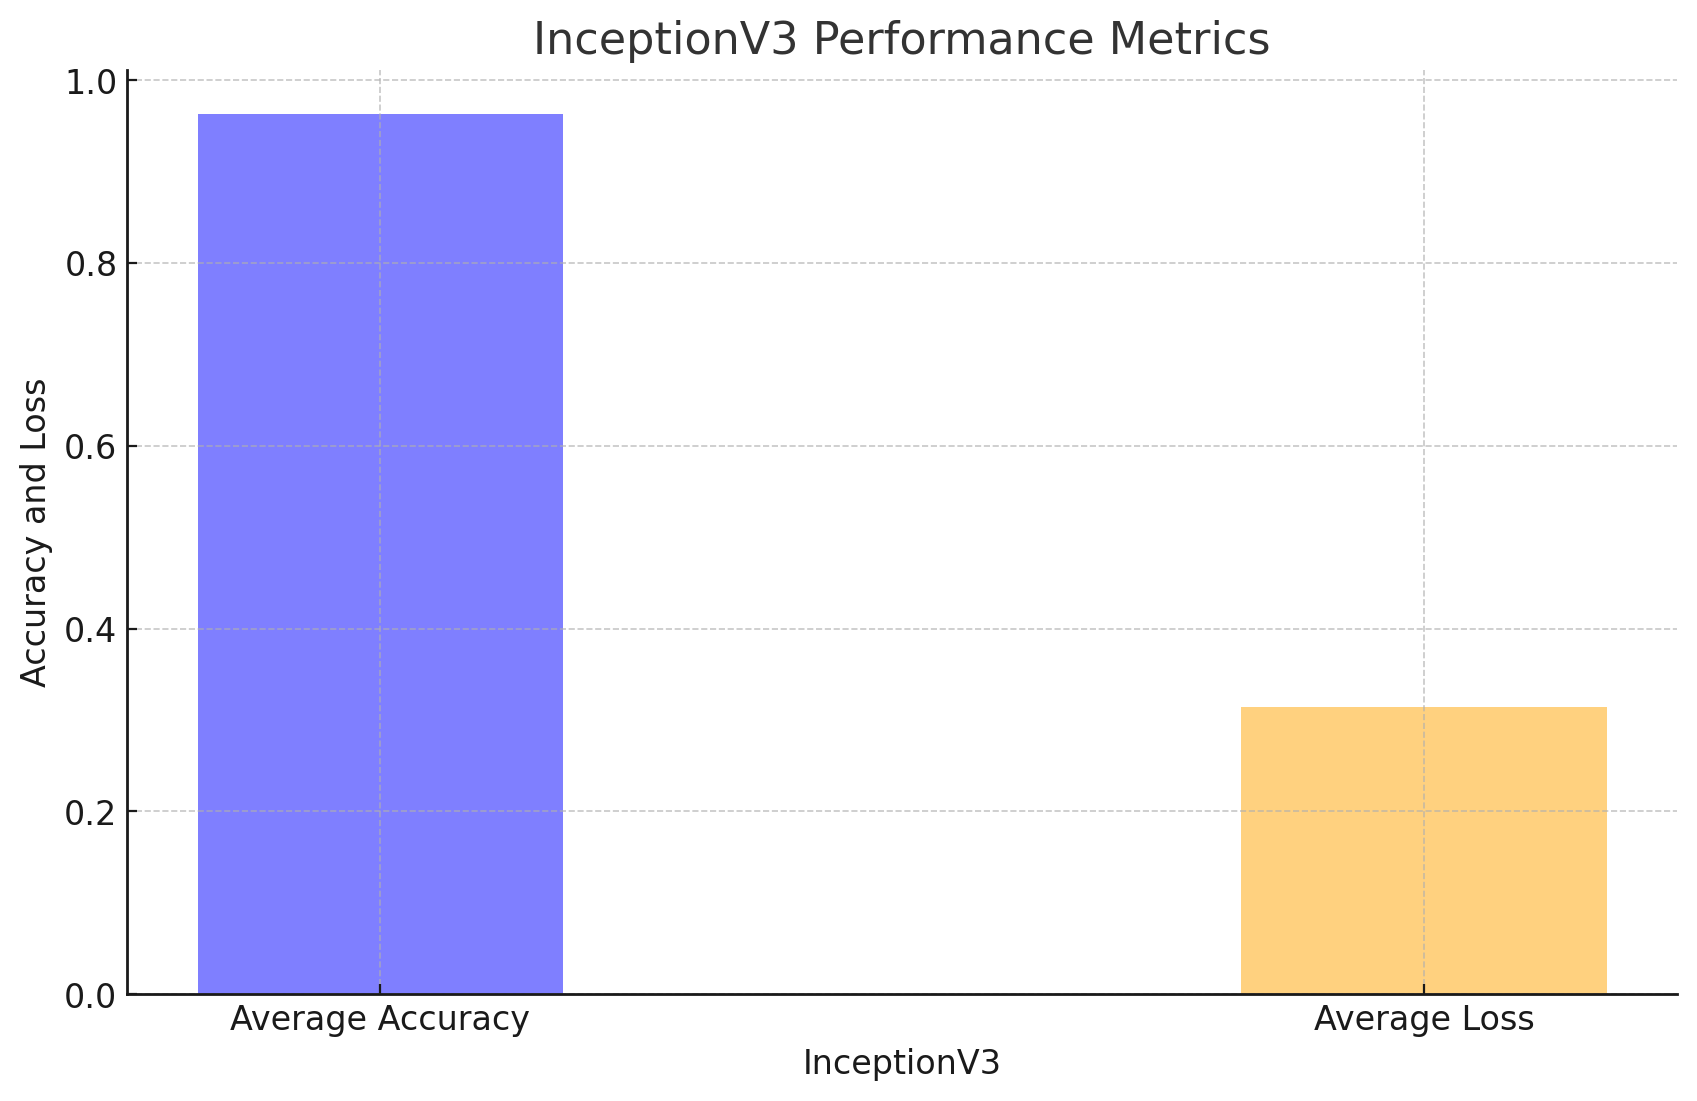 InceptionV3 Performance Metrics
1.0
0.8
0.6
0.4
0.2
0.0
Accuracy and Loss
Average Accuracy
Average Loss
InceptionV3